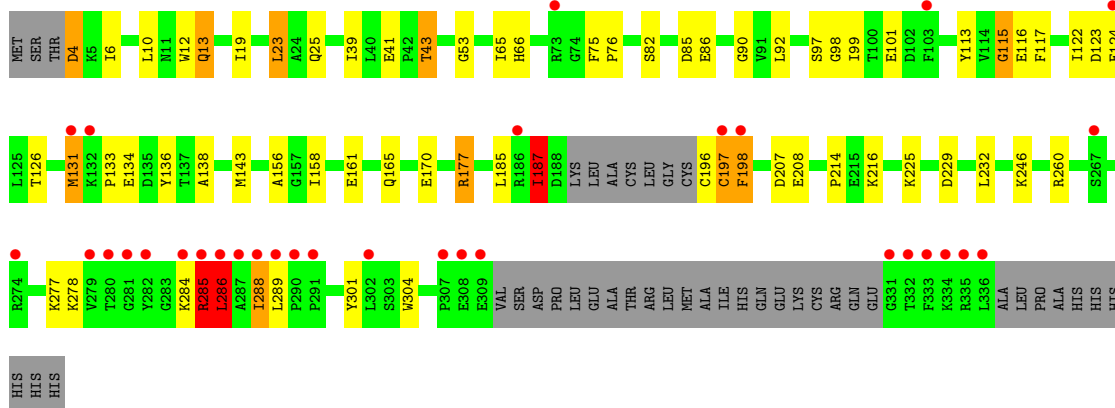 MET SER THR D4 K5 I6 L10 N11 W12 Q13 I19 L23 A24 Q25 I39 L40 E41 P42 T43 G53 I65 H66 R73 G74 F75 P76 S82 D85 E86 G90 V91 L92 S97 G98 I99 T100 E101 D102 F103 Y113 V114 G115 E116 F117 I122 D123
L125 T126 M131 K132 P133 E134 D135 Y136 T137 A138 M143 A156 G157 I158 E161 Q165 E170 R177 L185 R186 I187 D188 LYS LEU ALA CYS LEU GLY CYS C196 C197 F198 D207 E208 P214 E215 K216 K225 D229 L232 K246 R260 S267
R274 K277 K278 V279 T280 G281 Y282 G283 K284 R285 L286 A287 I288 L289 P290 P291 Y301 L302 S303 W304 P307 E308 E309 VAL SER ASP PRO LEU GLU ALA THR ARG LEU MET ALA ILE HIS GLN GLU LYS CYS ARG GLN GLU G331 T332 F333 K334 R335 L336 ALA LEU PRO ALA HIS HIS HIS
HIS HIS HIS